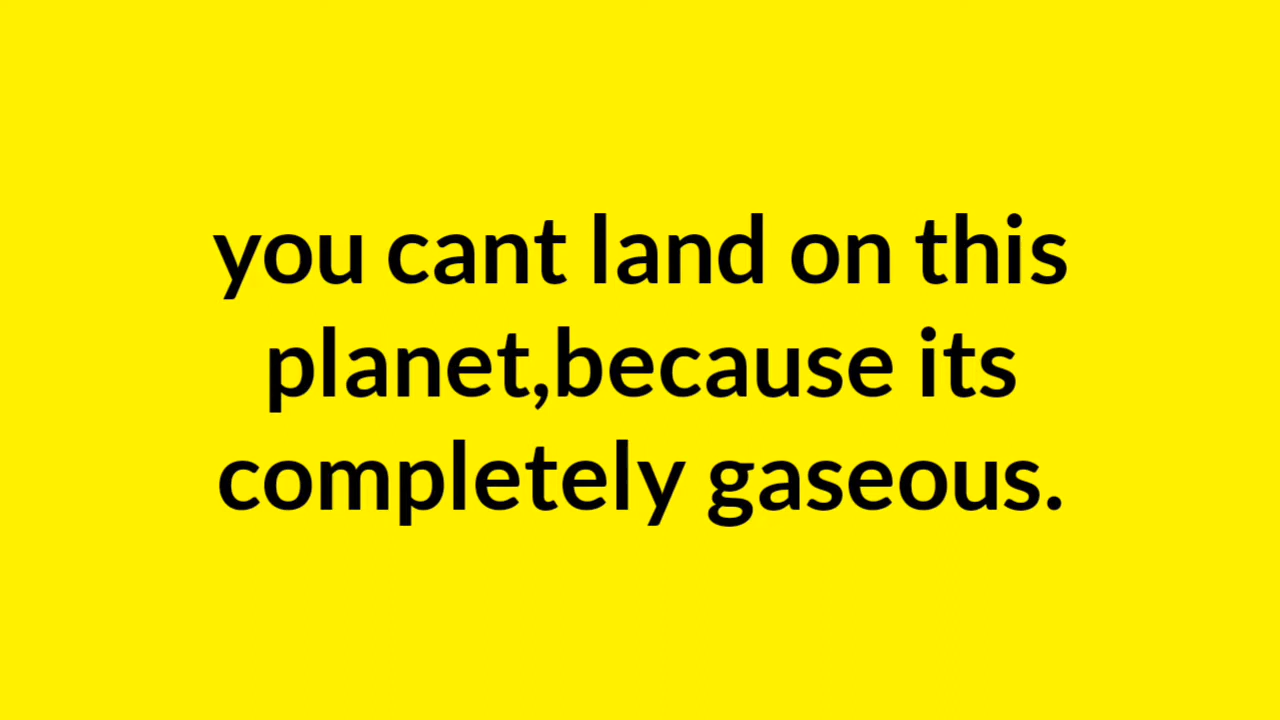 you cant land on this
planet,because its
completely gaseous.